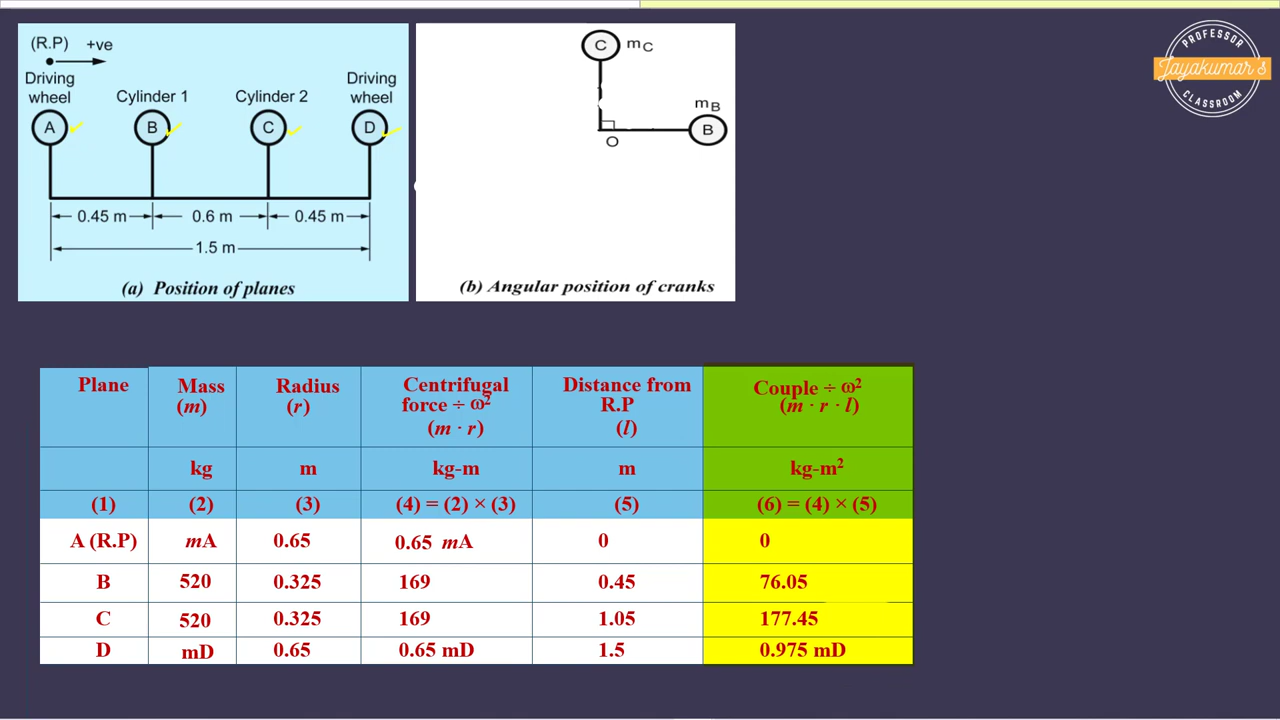 (R.P) +ve
Driving wheel
Cylinder 1
Cylinder 2
Driving wheel
A B C D
0.45 m 0.6 m 0.45 m
1.5 m
(a) Position of planes
C mC
mB
B
O
(b) Angular position of cranks
PROFESSOR
Jayakumar's
CLASSROOM
Plane Mass (m) Radius (r) Centrifugal force ÷ ω² (m · r) Distance from R.P (l) Couple ÷ ω² (m · r · l)
kg m kg-m m kg-m²
(1) (2) (3) (4) = (2) × (3) (5) (6) = (4) × (5)
A (R.P) mA 0.65 0.65 mA 0 0
B 520 0.325 169 0.45 76.05
C 520 0.325 169 1.05 177.45
D mD 0.65 0.65 mD 1.5 0.975 mD